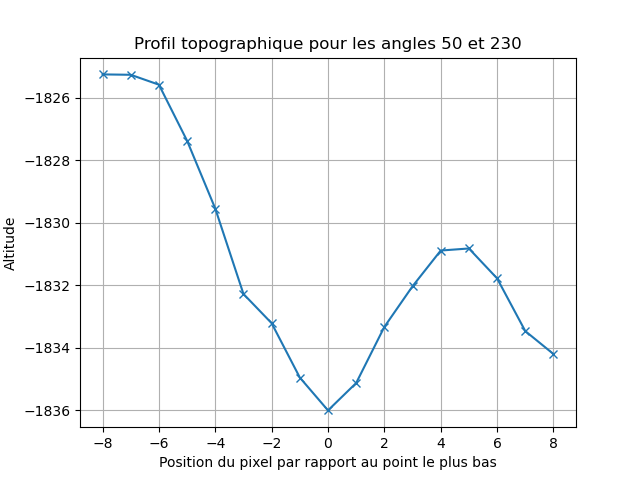 Profil topographique pour les angles 50 et 230
Altitude
−1826
−1828
−1830
−1832
−1834
−1836
−8 −6 −4 −2 0 2 4 6 8
Position du pixel par rapport au point le plus bas